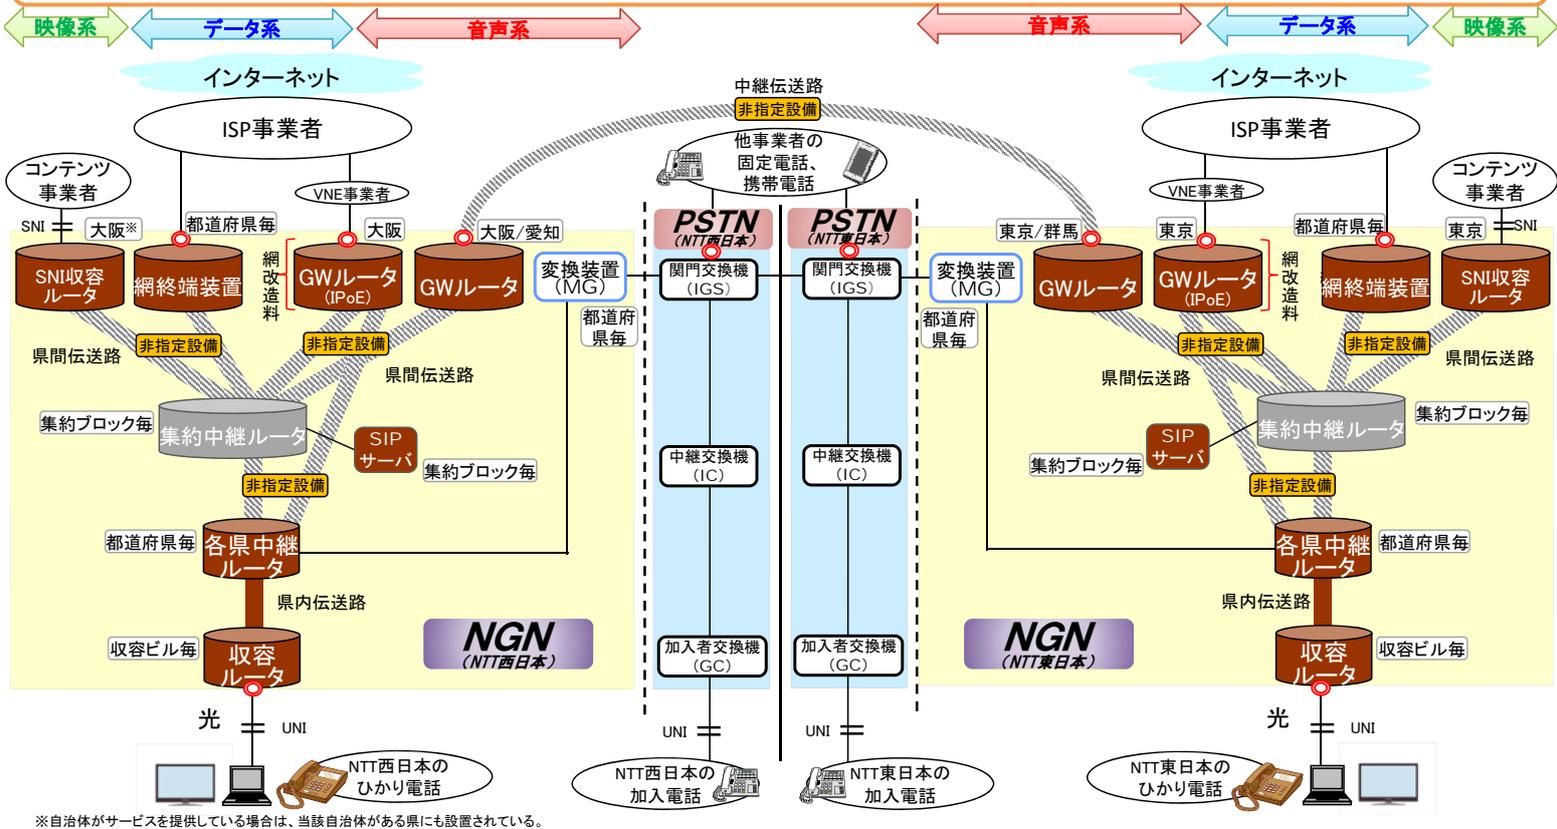 映像系
データ系
音声系
音声系
データ系
映像系
インターネット
インターネット
ISP事業者
ISP事業者
中継伝送路
非指定設備
他事業者の
固定電話、
携帯電話
コンテンツ
事業者
VNE事業者
VNE事業者
コンテンツ
事業者
SNI
大阪※
都道府県毎
大阪
大阪/愛知
PSTN
(NTT西日本)
PSTN
(NTT東日本)
東京/群馬
東京
都道府県毎
東京
SNI
SNI収容
ルータ
網終端装置
網
改
造
料
GWルータ
(IPoE)
GWルータ
変換装置
(MG)
関門交換機
(IGS)
関門交換機
(IGS)
変換装置
(MG)
GWルータ
GWルータ
(IPoE)
網
改
造
料
網終端装置
SNI収容
ルータ
都道府
県毎
都道府
県毎
県間伝送路
非指定設備
非指定設備
県間伝送路
県間伝送路
非指定設備
非指定設備
県間伝送路
集約ブロック毎
集約中継ルータ
SIP
サーバ
集約ブロック毎
中継交換機
(IC)
中継交換機
(IC)
集約ブロック毎
SIP
サーバ
集約中継ルータ
集約ブロック毎
非指定設備
非指定設備
都道府県毎
各県中継
ルータ
各県中継
ルータ
都道府県毎
県内伝送路
県内伝送路
収容ビル毎
収容
ルータ
NGN
(NTT西日本)
加入者交換機
(GC)
加入者交換機
(GC)
NGN
(NTT東日本)
収容
ルータ
収容ビル毎
光
UNI
UNI
UNI
光
UNI
NTT西日本の
ひかり電話
NTT西日本の
加入電話
NTT東日本の
加入電話
NTT東日本の
ひかり電話
※自治体がサービスを提供している場合は、当該自治体がある県にも設置されている。